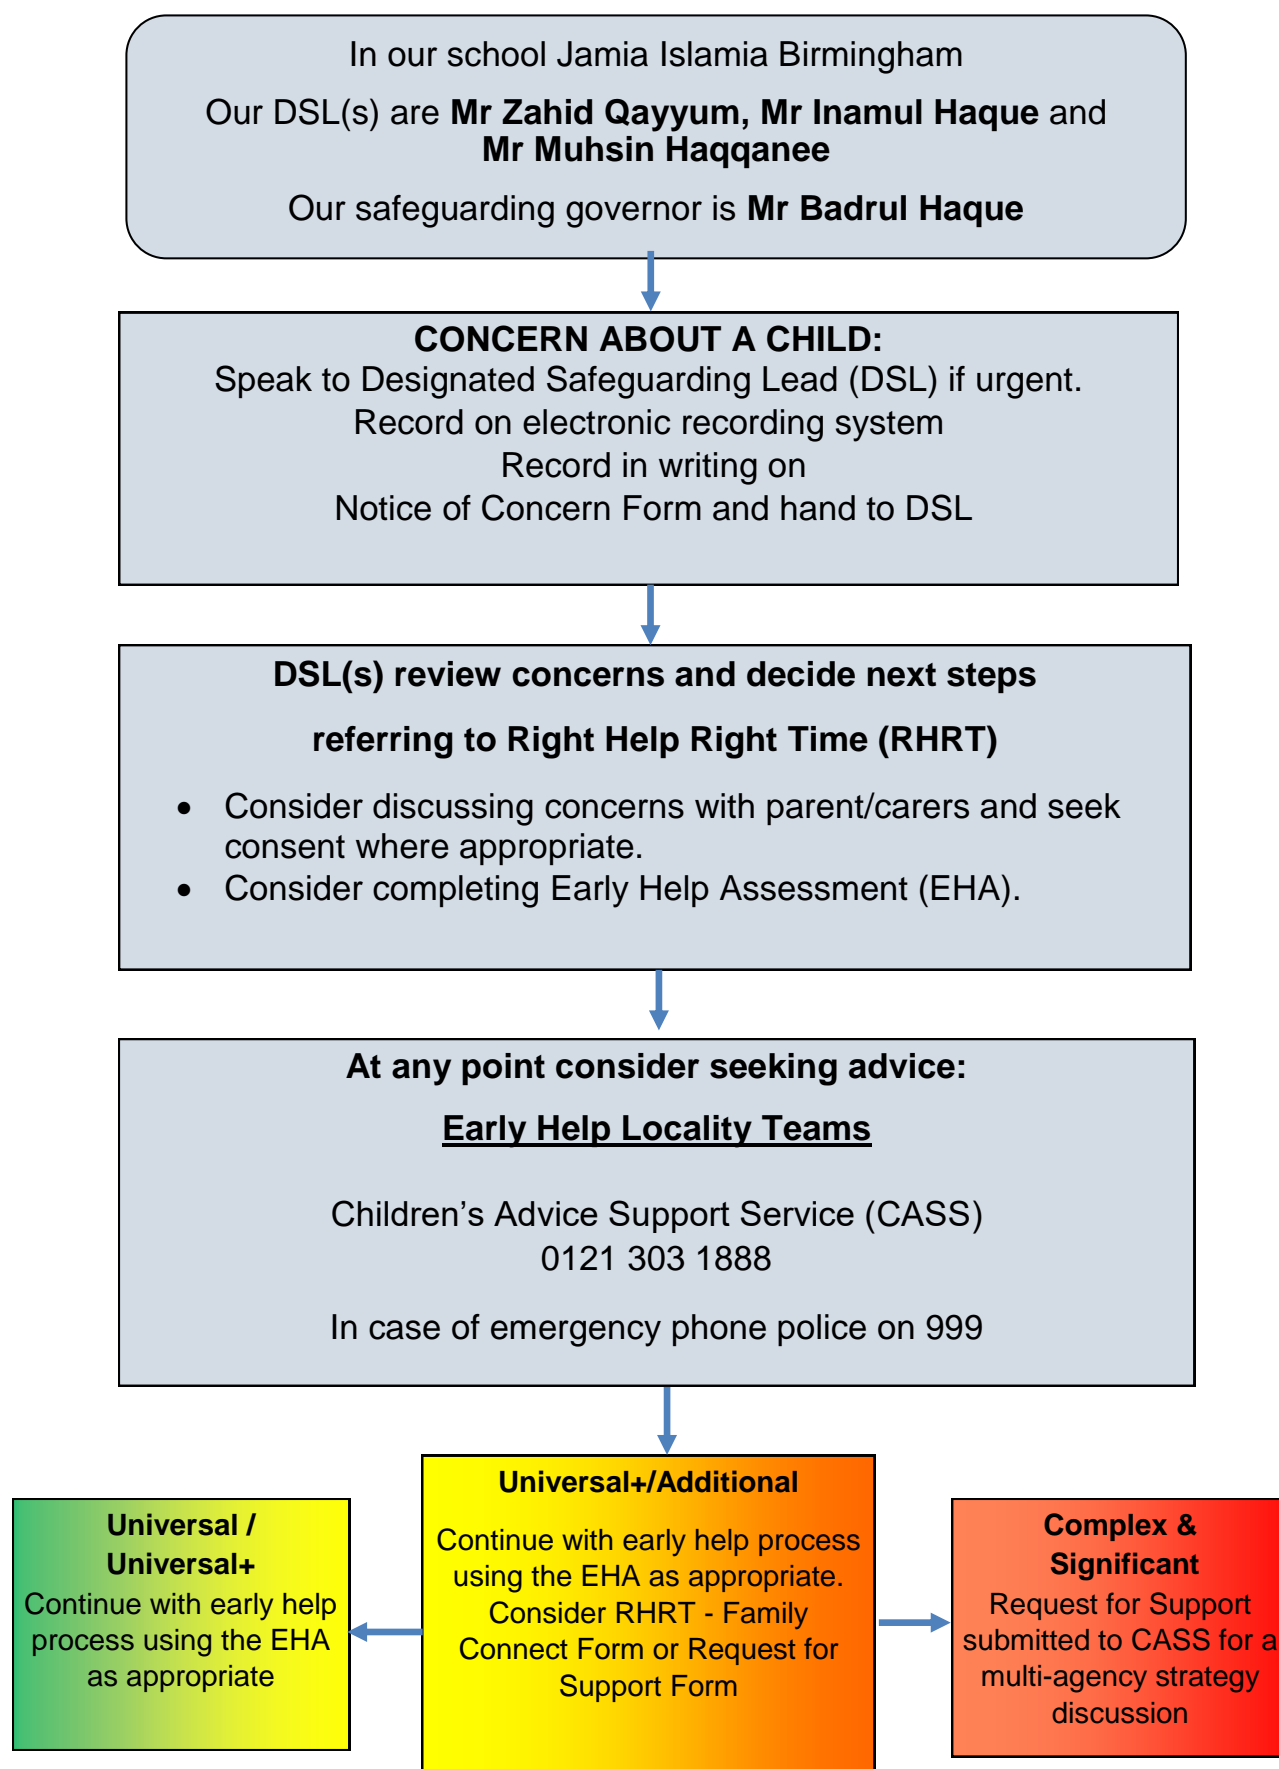 In our school Jamia Islamia Birmingham
Our DSL(s) are Mr Zahid Qayyum, Mr Inamul Haque and
Mr Muhsin Haqqanee
Our safeguarding governor is Mr Badrul Haque
CONCERN ABOUT A CHILD:
Speak to Designated Safeguarding Lead (DSL) if urgent.
Record on electronic recording system
Record in writing on
Notice of Concern Form and hand to DSL
DSL(s) review concerns and decide next steps
referring to Right Help Right Time (RHRT)
• Consider discussing concerns with parent/carers and seek
consent where appropriate.
• Consider completing Early Help Assessment (EHA).
At any point consider seeking advice:
Early Help Locality Teams
Children’s Advice Support Service (CASS)
0121 303 1888
In case of emergency phone police on 999
Universal /
Universal+
Continue with early help
process using the EHA
as appropriate
Universal+/Additional
Continue with early help process
using the EHA as appropriate.
Consider RHRT - Family
Connect Form or Request for
Support Form
Complex &
Significant
Request for Support
submitted to CASS for a
multi-agency strategy
discussion